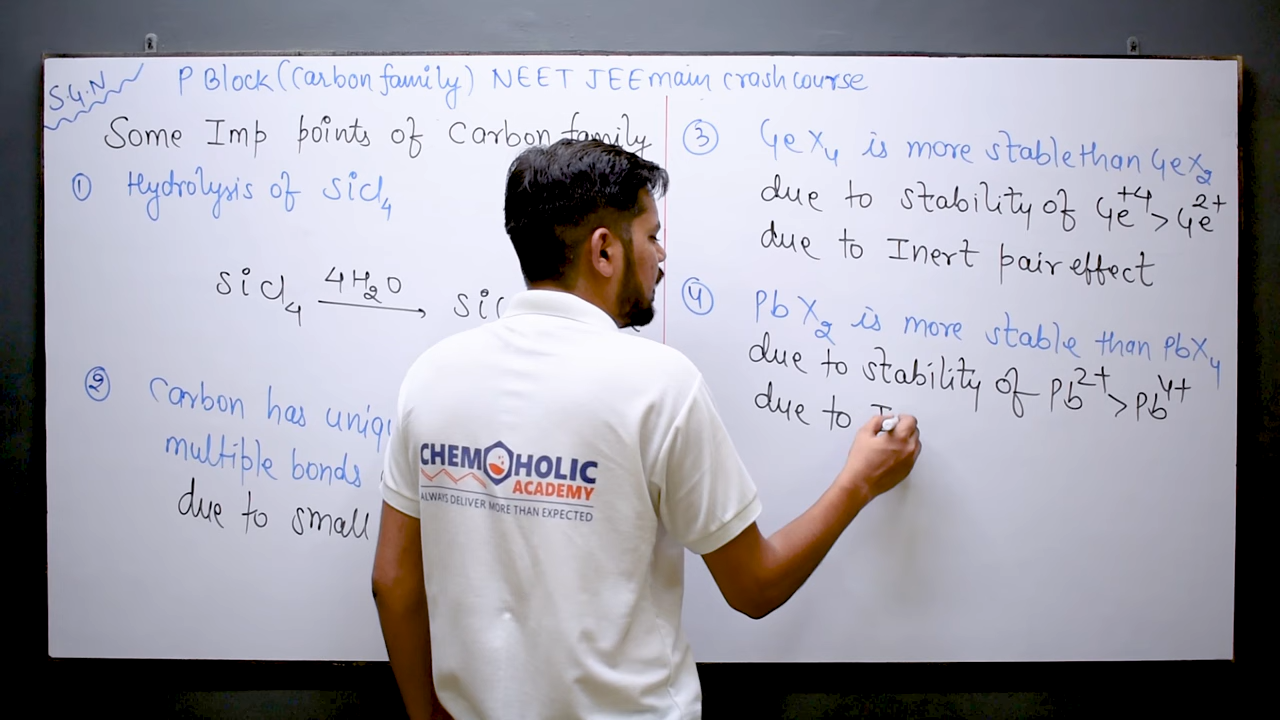 S.G.N
P Block (Carbon family) NEET JEE main crash course
Some Imp points of Carbon family
① Hydrolysis of SiCl4
SiCl4 4H2O → Si
② Carbon has uniq
multiple bonds
due to small
③ GeX4 is more stable than GeX2
due to stability of Ge+4 > Ge2+
due to Inert pair effect
④ PbX2 is more stable than PbX4
due to stability of Pb2+ > Pb4+
due to I
CHEMOHOLIC
ACADEMY
ALWAYS DELIVER MORE THAN EXPECTED